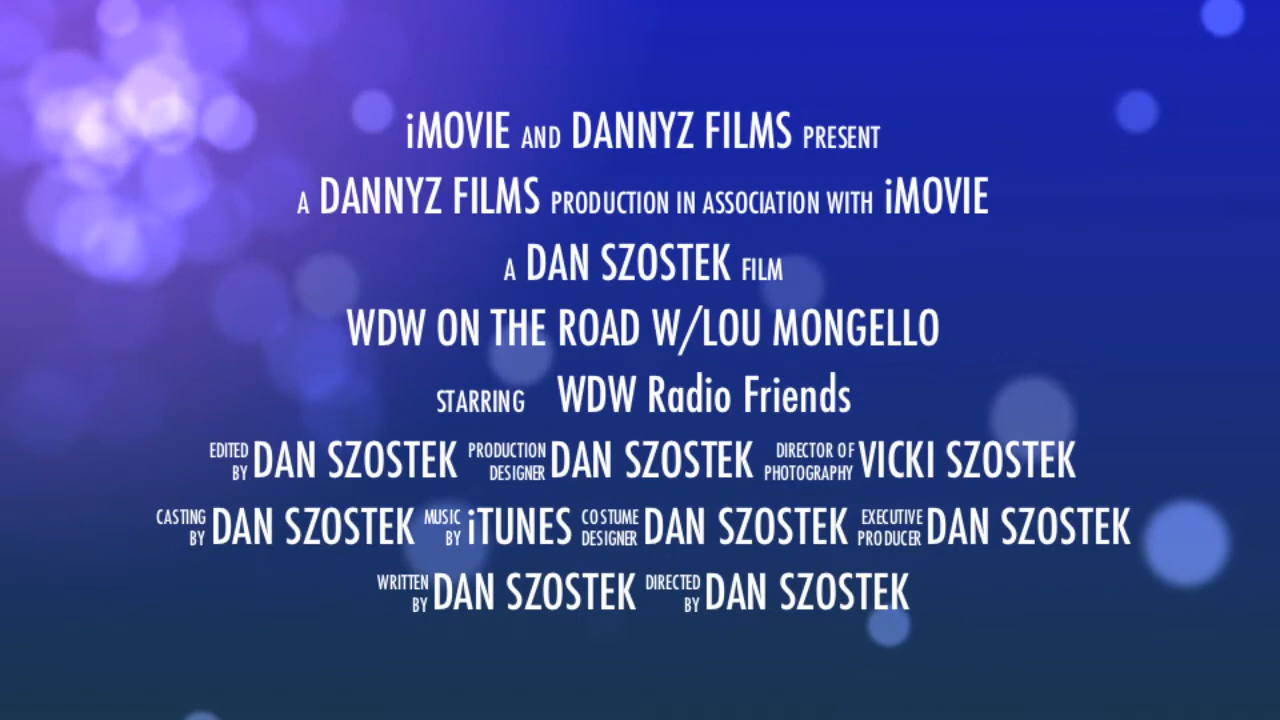 iMOVIE AND DANNYZ FILMS PRESENT
A DANNYZ FILMS PRODUCTION IN ASSOCIATION WITH iMOVIE
A DAN SZOSTEK FILM
WDW ON THE ROAD W/LOU MONGELLO
STARRING WDW Radio Friends
EDITED BY DAN SZOSTEK PRODUCTION DESIGNER DAN SZOSTEK DIRECTOR OF PHOTOGRAPHY VICKI SZOSTEK
CASTING BY DAN SZOSTEK MUSIC BY iTUNES COSTUME DESIGNER DAN SZOSTEK EXECUTIVE PRODUCER DAN SZOSTEK
WRITTEN BY DAN SZOSTEK DIRECTED BY DAN SZOSTEK